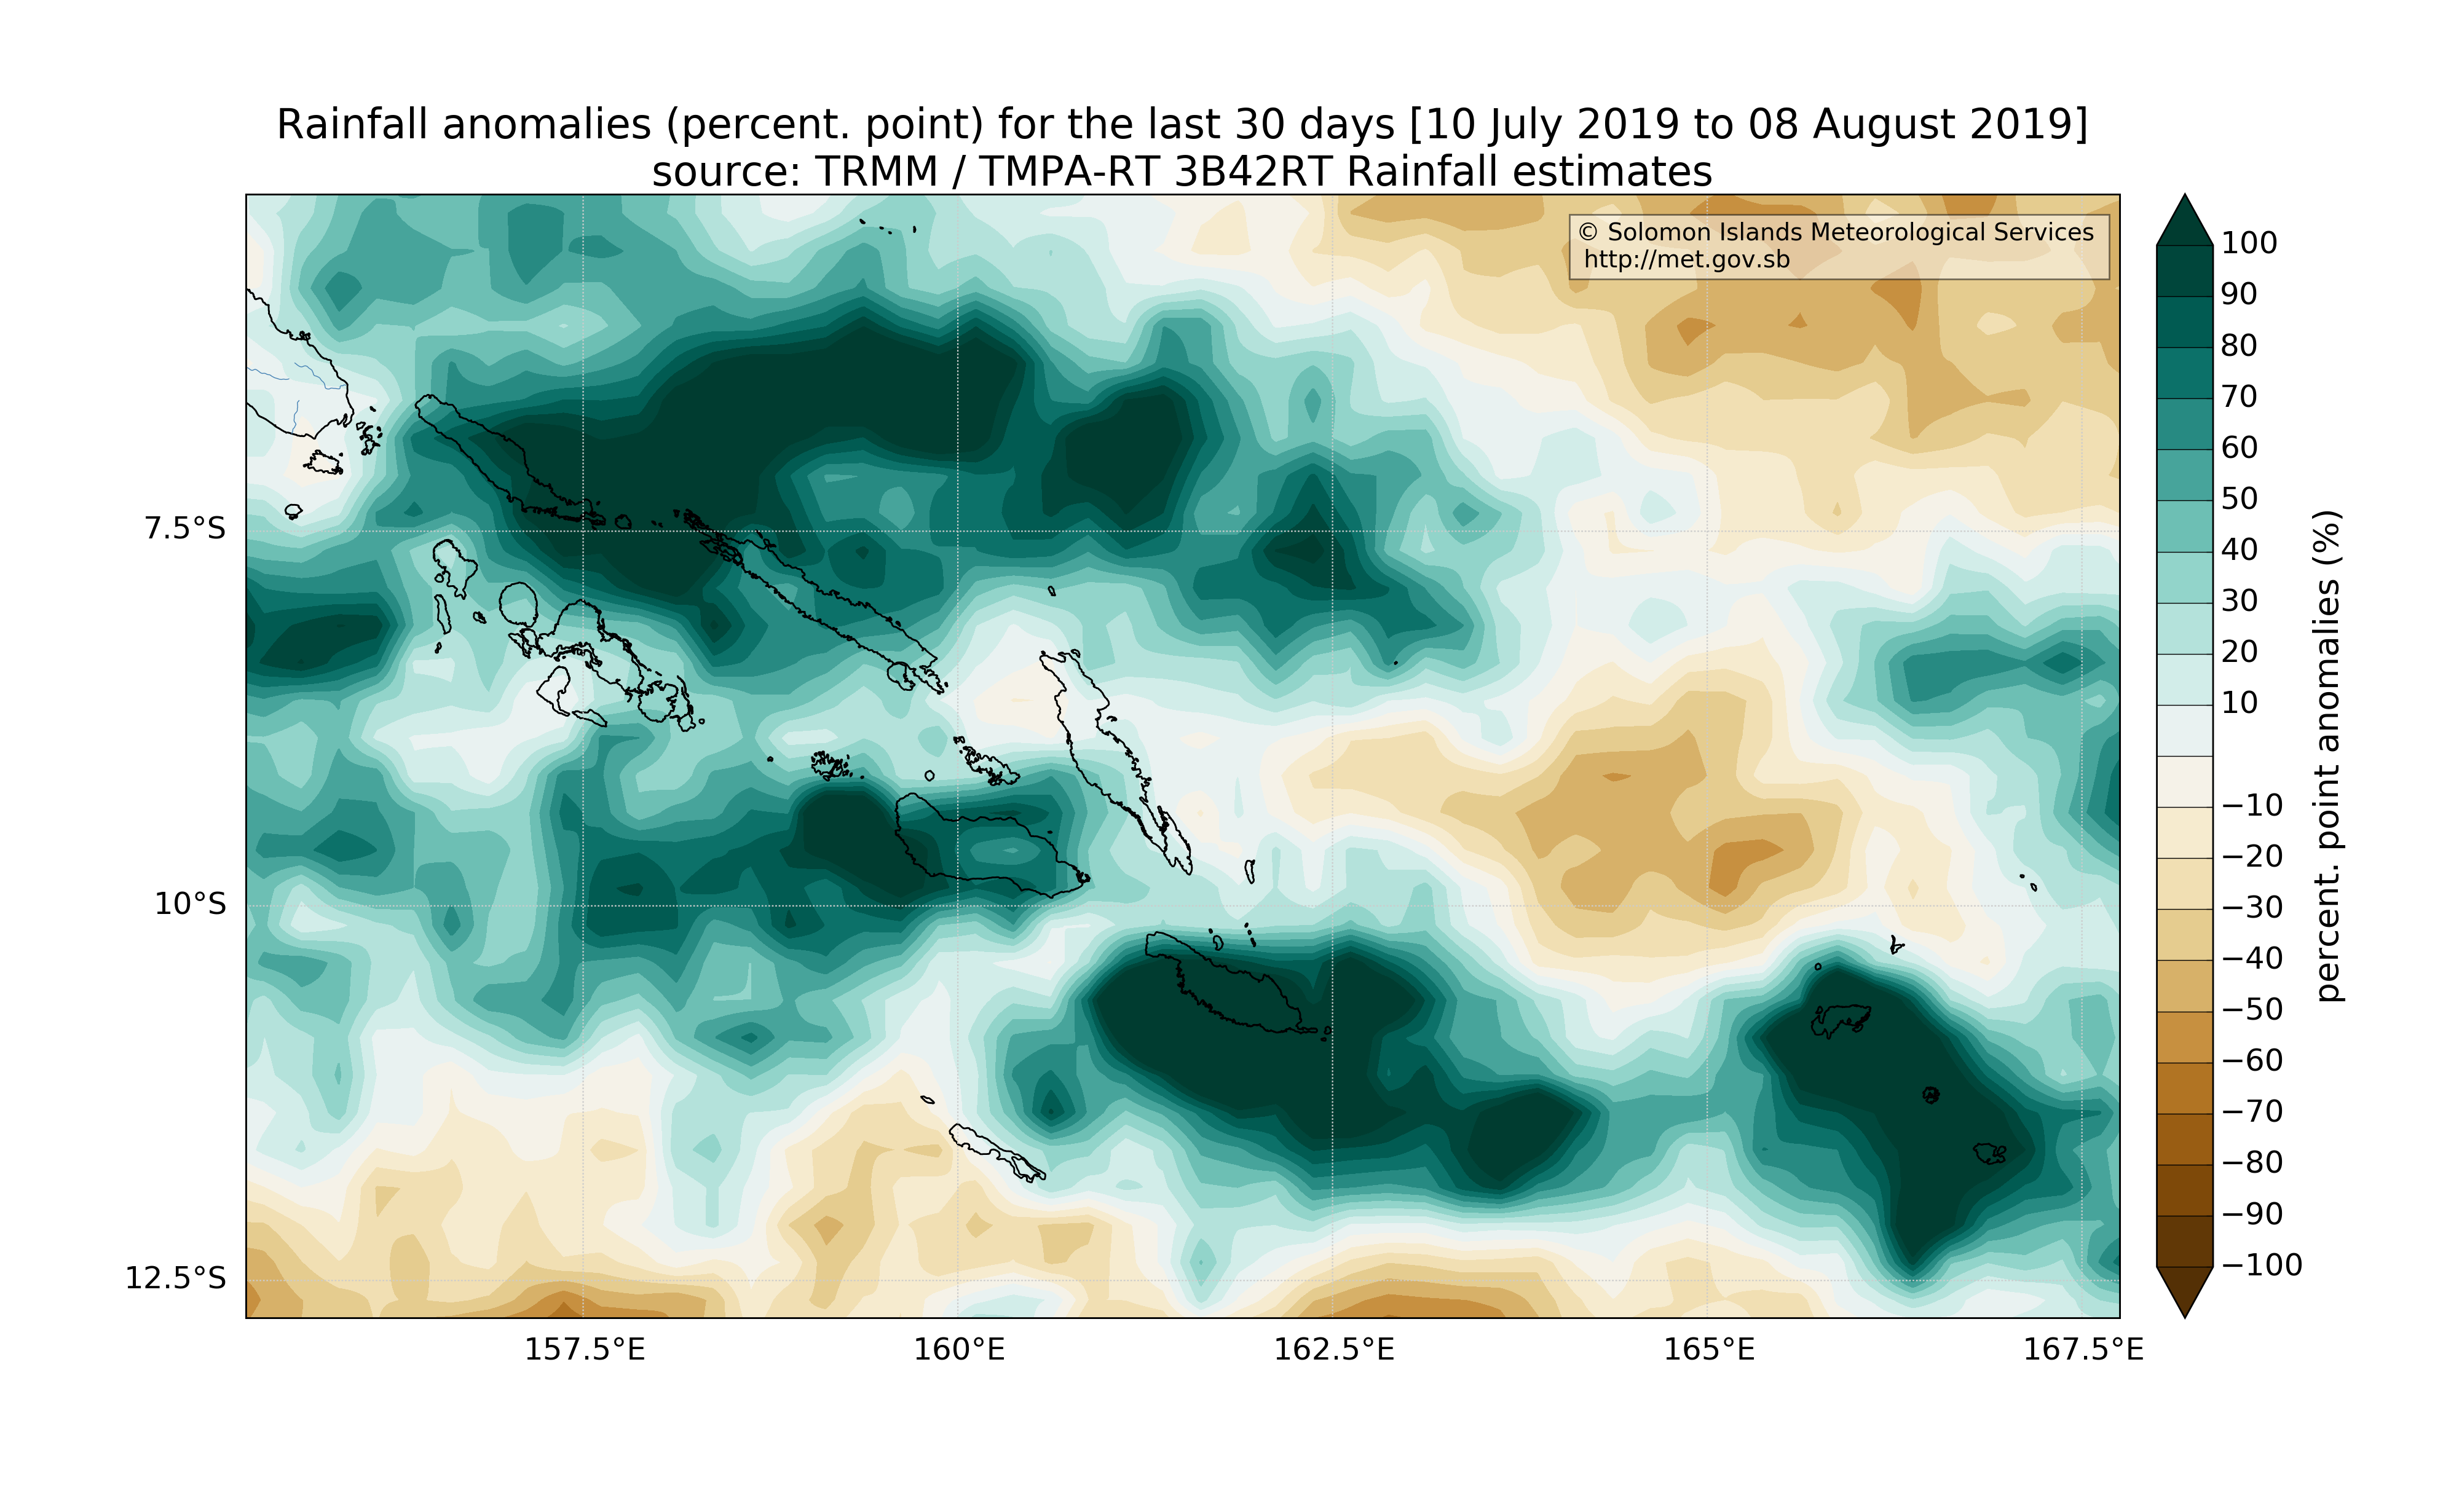 Rainfall anomalies (percent. point) for the last 30 days [10 July 2019 to 08 August 2019]
source: TRMM / TMPA-RT 3B42RT Rainfall estimates
© Solomon Islands Meteorological Services
http://met.gov.sb
7.5°S
10°S
12.5°S
157.5°E
160°E
162.5°E
165°E
167.5°E
100
90
80
70
60
50
40
30
20
10
−10
−20
−30
−40
−50
−60
−70
−80
−90
−100
percent. point anomalies (%)